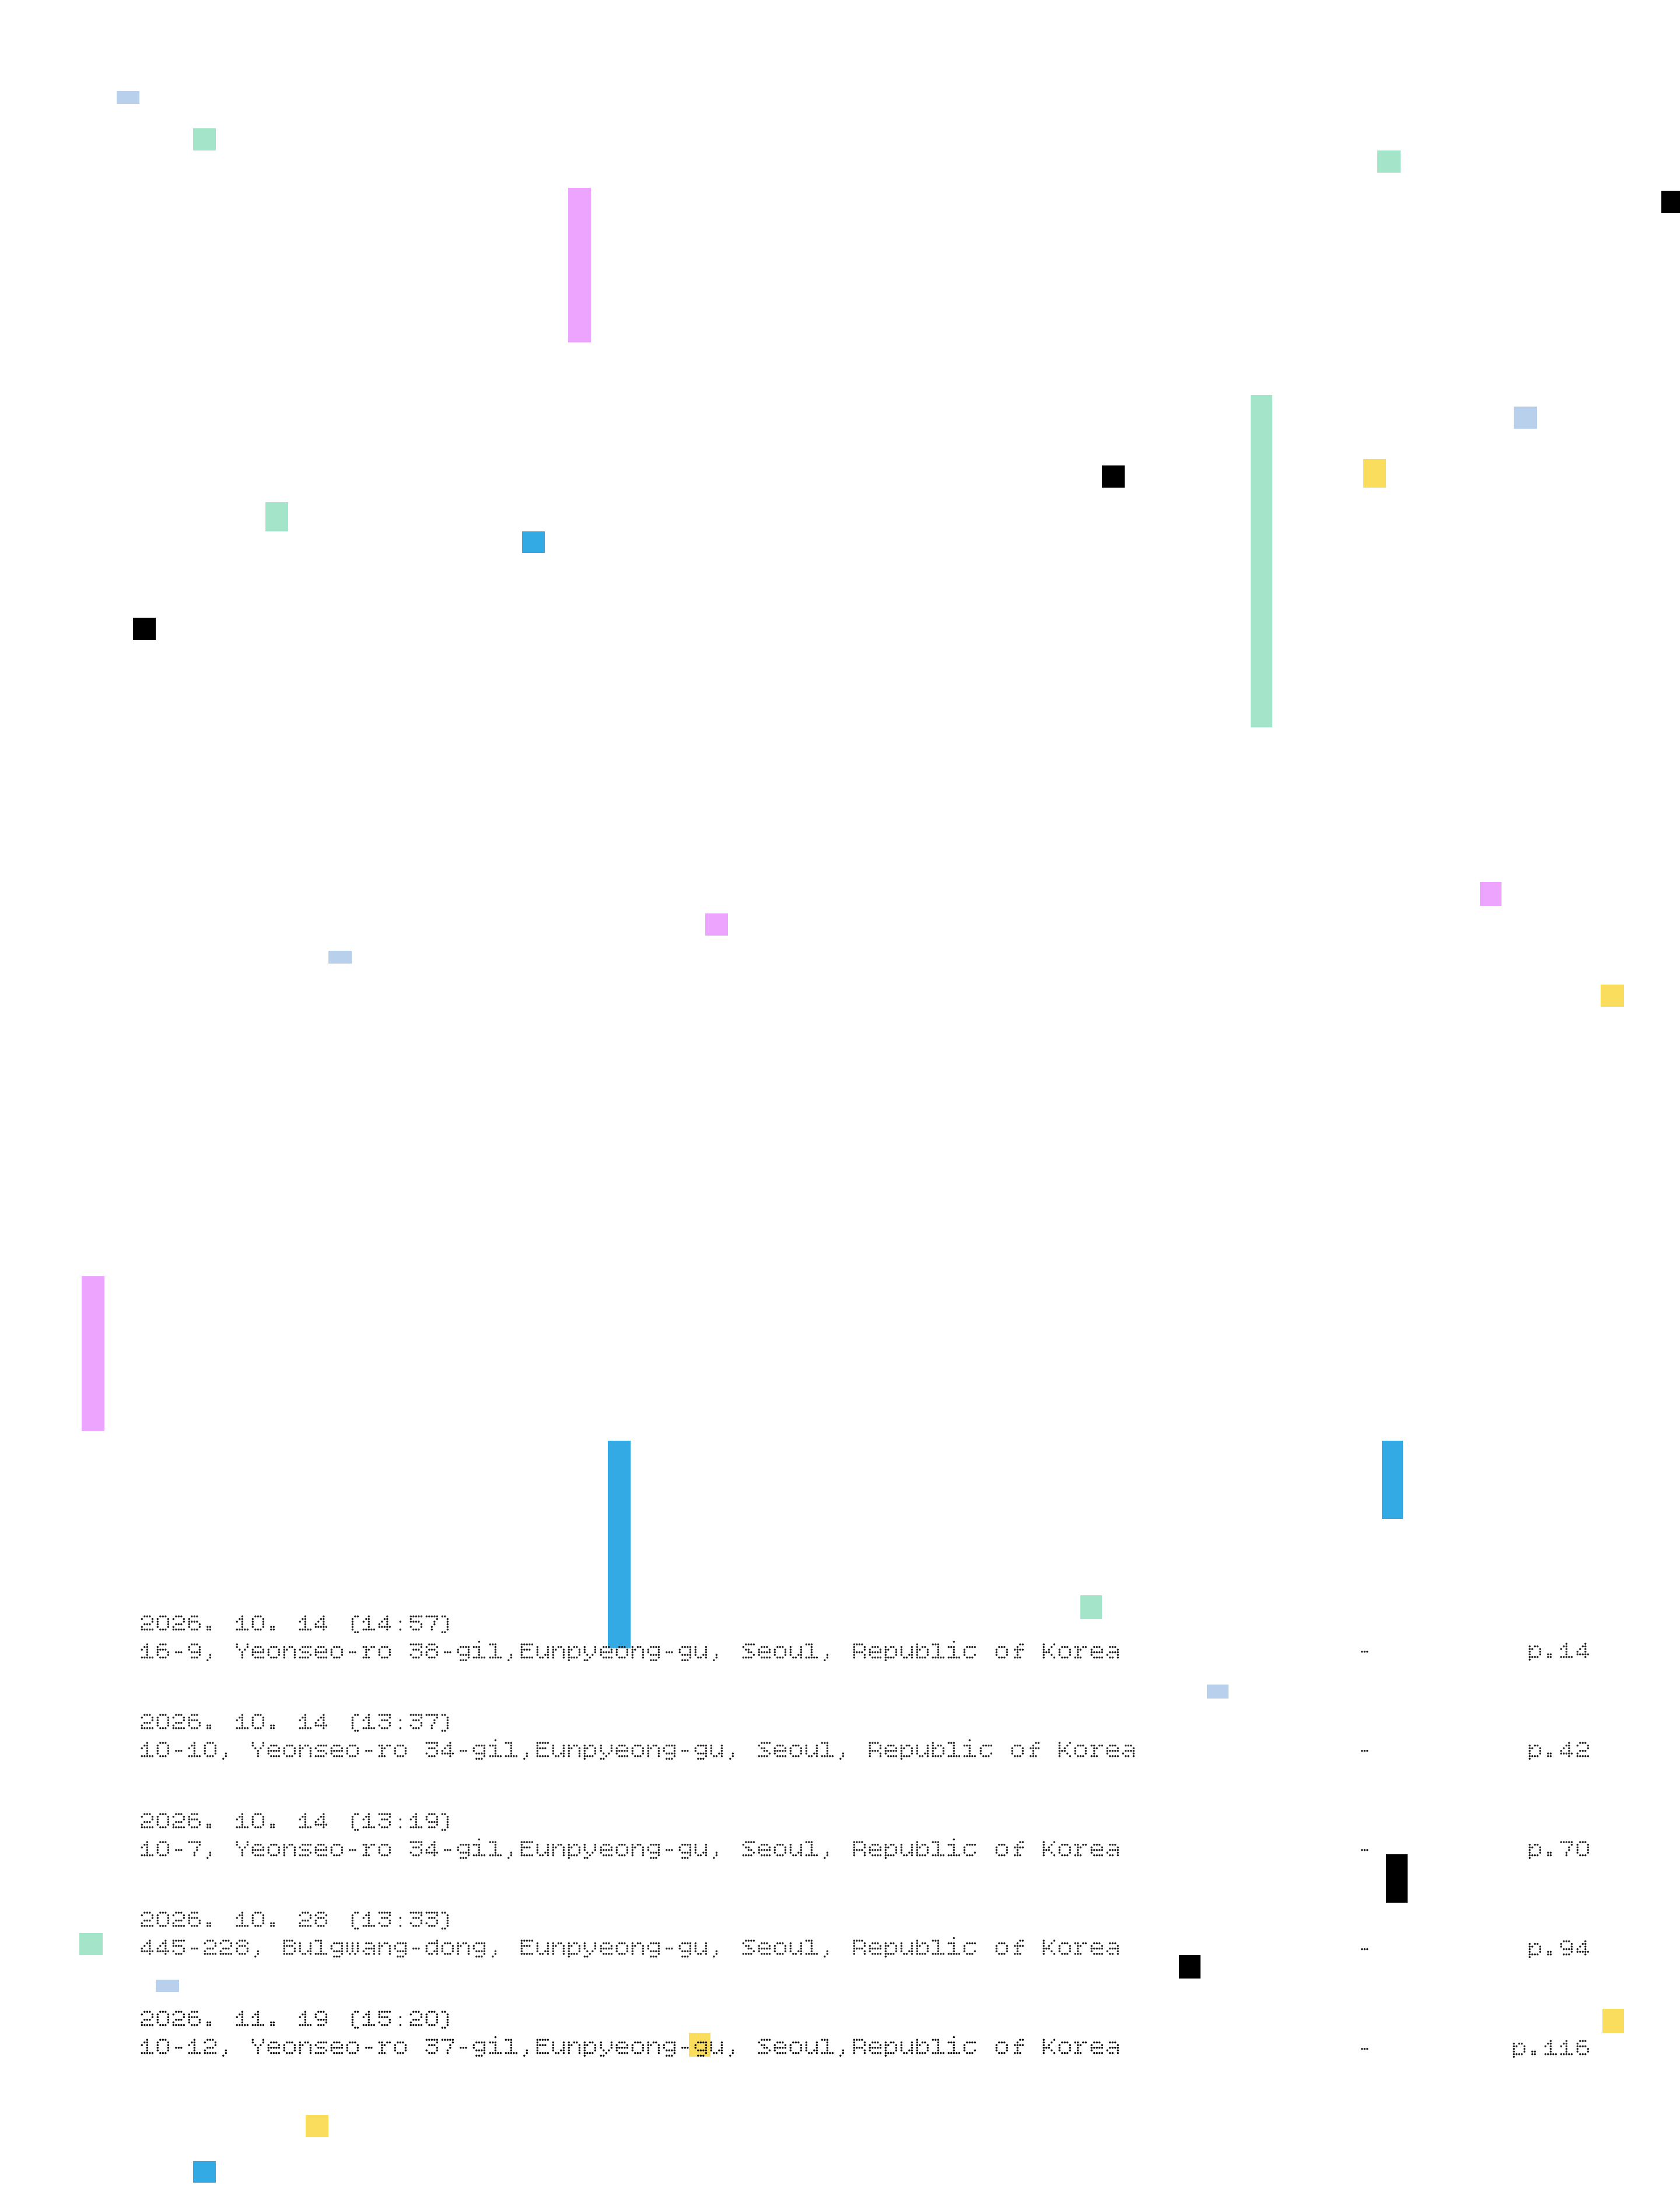 2026. 10. 14 (14:57)
16-9, Yeonseo-ro 38-gil,Eunpyeong-gu, Seoul, Republic of Korea - p.14
2026. 10. 14 (13:37)
10-10, Yeonseo-ro 34-gil,Eunpyeong-gu, Seoul, Republic of Korea - p.42
2026. 10. 14 (13:19)
10-7, Yeonseo-ro 34-gil,Eunpyeong-gu, Seoul, Republic of Korea - p.70
2026. 10. 28 (13:33)
445-228, Bulgwang-dong, Eunpyeong-gu, Seoul, Republic of Korea - p.94
2026. 11. 19 (15:20)
10-12, Yeonseo-ro 37-gil,Eunpyeong-gu, Seoul,Republic of Korea - p.116